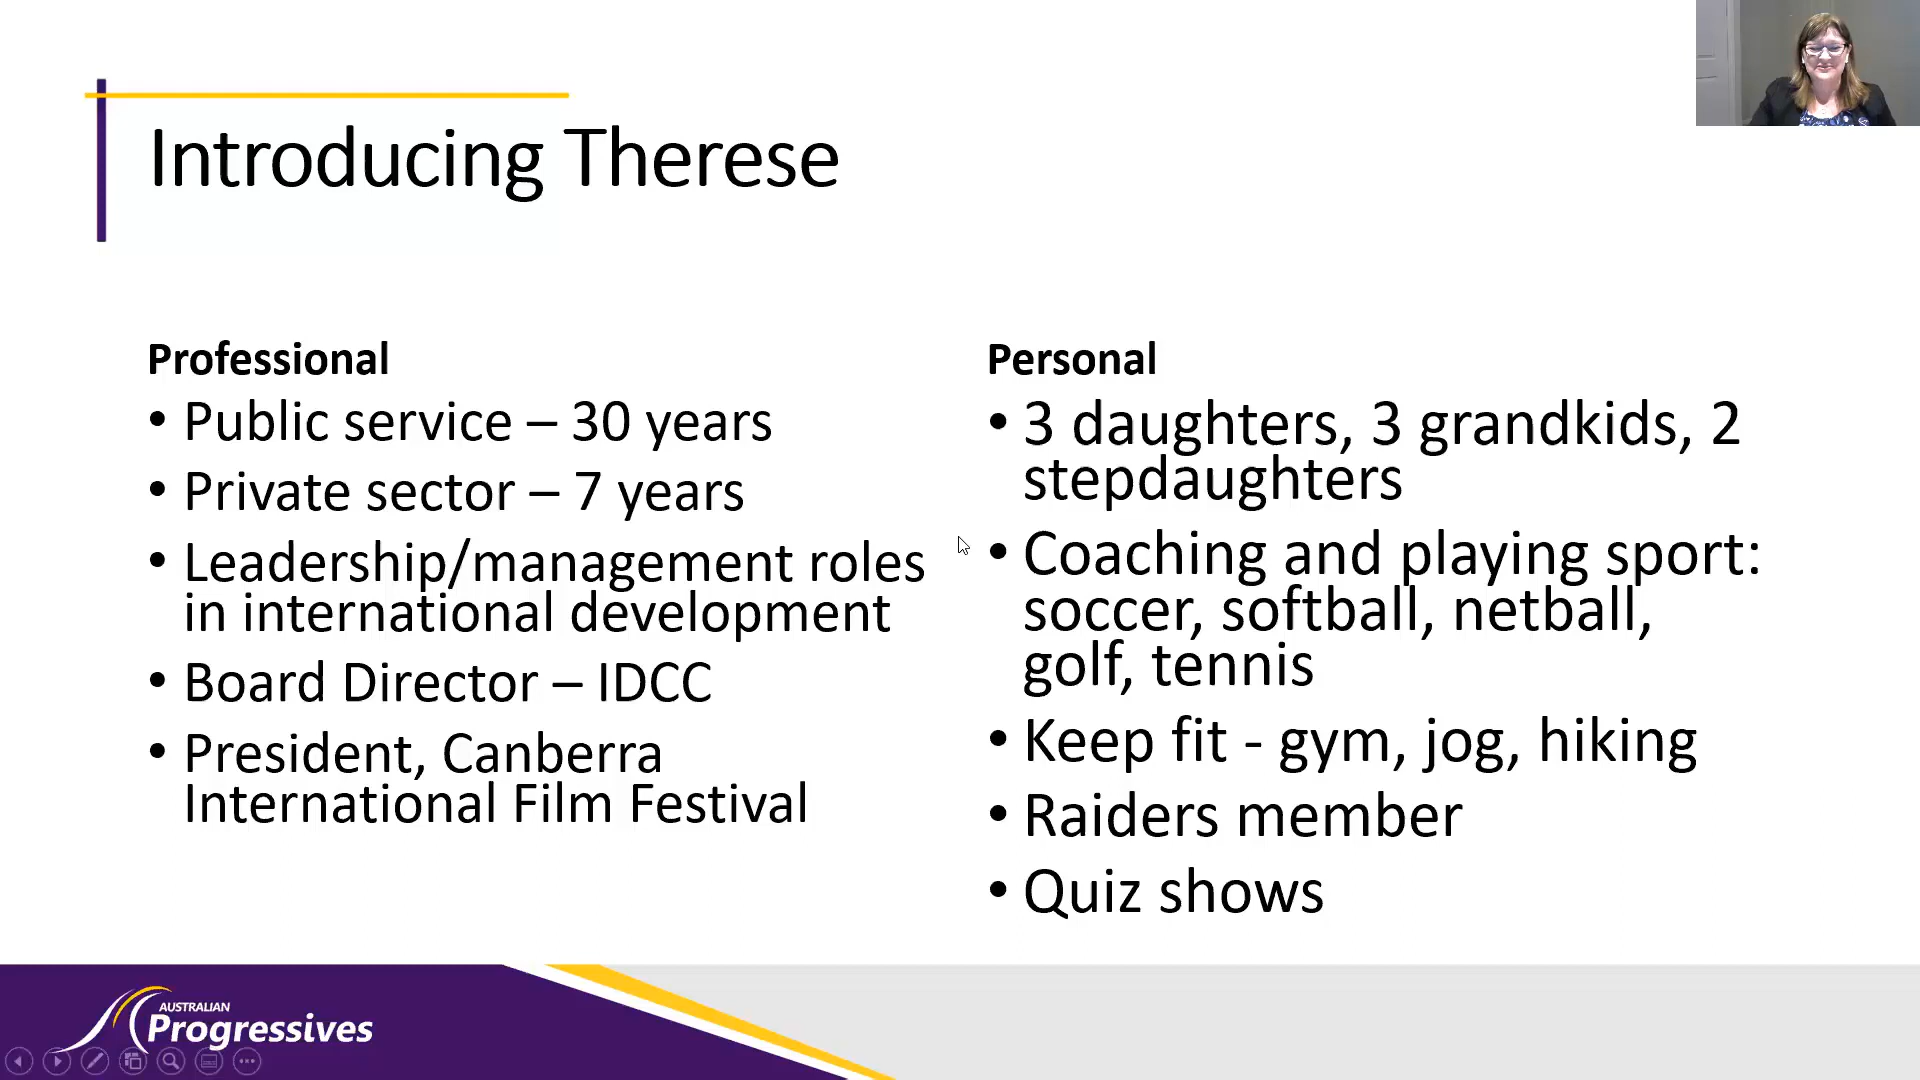 Introducing Therese
Professional
• Public service – 30 years
• Private sector – 7 years
• Leadership/management roles
in international development
• Board Director – IDCC
• President, Canberra
International Film Festival
Personal
• 3 daughters, 3 grandkids, 2
stepdaughters
• Coaching and playing sport:
soccer, softball, netball,
golf, tennis
• Keep fit - gym, jog, hiking
• Raiders member
• Quiz shows
AUSTRALIAN
Progressives